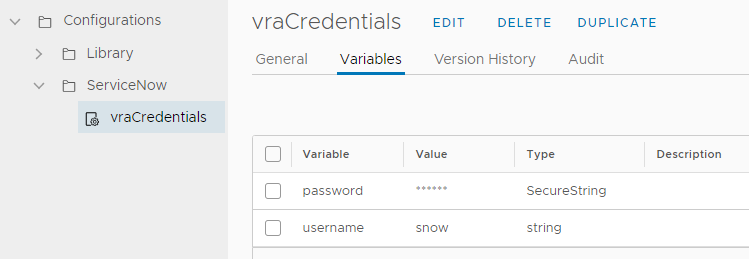 Configurations
Library
ServiceNow
vraCredentials
vraCredentials EDIT DELETE DUPLICATE
General Variables Version History Audit
Variable Value Type Description
password ****** SecureString
username snow string